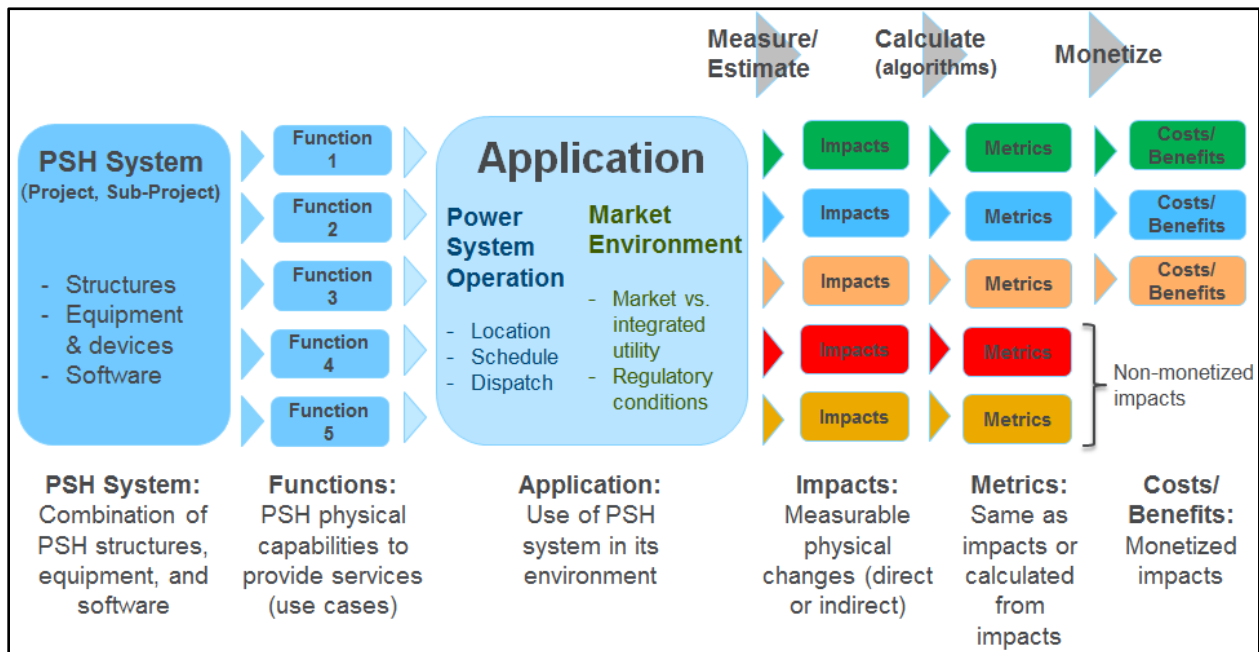 Measure/
Estimate
Calculate
(algorithms)
Monetize
PSH System
(Project, Sub-Project)
- Structures
- Equipment
& devices
- Software
Function
1
Function
2
Function
3
Function
4
Function
5
Application
Power
System
Operation
- Location
- Schedule
- Dispatch
Market
Environment
- Market vs.
integrated
utility
- Regulatory
conditions
Impacts
Metrics
Costs/
Benefits
Impacts
Metrics
Costs/
Benefits
Impacts
Metrics
Costs/
Benefits
Impacts
Metrics
Impacts
Metrics
Non-monetized
impacts
PSH System:
Combination of
PSH structures,
equipment, and
software
Functions:
PSH physical
capabilities to
provide services
(use cases)
Application:
Use of PSH
system in its
environment
Impacts:
Measurable
physical
changes (direct
or indirect)
Metrics:
Same as
impacts or
calculated
from
impacts
Costs/
Benefits:
Monetized
impacts